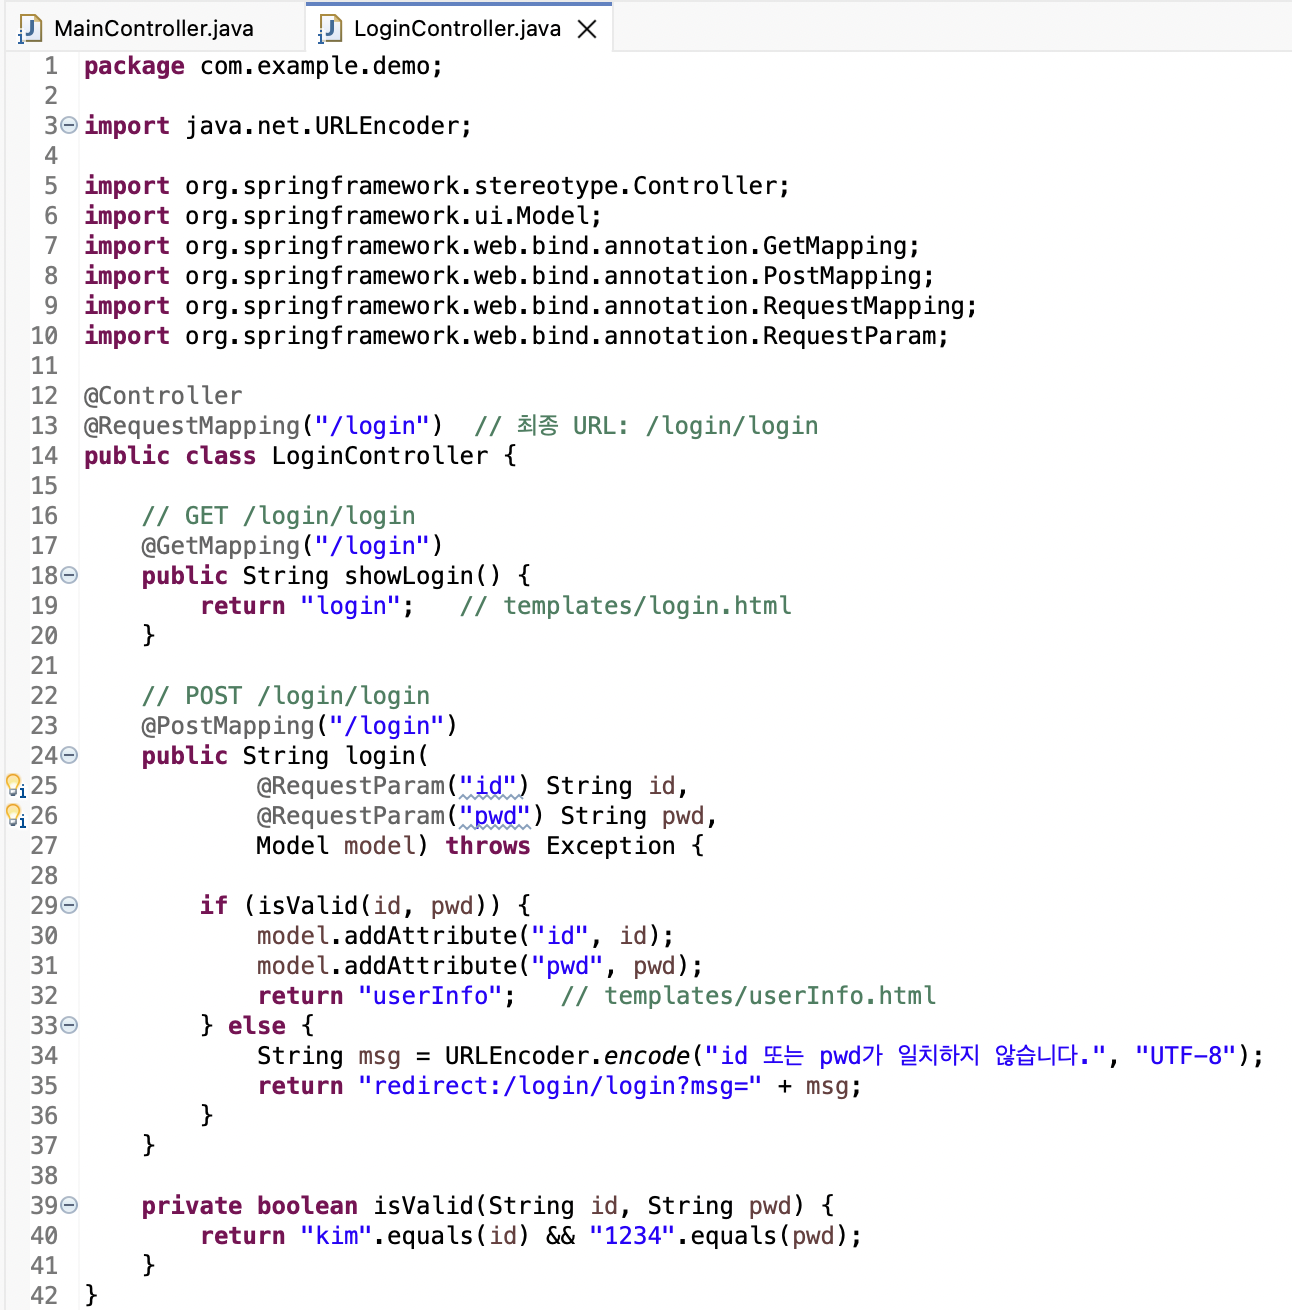 MainController.java
LoginController.java
1 package com.example.demo;
2
3 import java.net.URLEncoder;
4
5 import org.springframework.stereotype.Controller;
6 import org.springframework.ui.Model;
7 import org.springframework.web.bind.annotation.GetMapping;
8 import org.springframework.web.bind.annotation.PostMapping;
9 import org.springframework.web.bind.annotation.RequestMapping;
10 import org.springframework.web.bind.annotation.RequestParam;
11
12 @Controller
13 @RequestMapping("/login")  // 최종 URL: /login/login
14 public class LoginController {
15
16     // GET /login/login
17     @GetMapping("/login")
18     public String showLogin() {
19         return "login";   // templates/login.html
20     }
21
22     // POST /login/login
23     @PostMapping("/login")
24     public String login(
25             @RequestParam("id") String id,
26             @RequestParam("pwd") String pwd,
27             Model model) throws Exception {
28
29         if (isValid(id, pwd)) {
30             model.addAttribute("id", id);
31             model.addAttribute("pwd", pwd);
32             return "userInfo";   // templates/userInfo.html
33         } else {
34             String msg = URLEncoder.encode("id 또는 pwd가 일치하지 않습니다.", "UTF-8");
35             return "redirect:/login/login?msg=" + msg;
36         }
37     }
38
39     private boolean isValid(String id, String pwd) {
40         return "kim".equals(id) && "1234".equals(pwd);
41     }
42 }